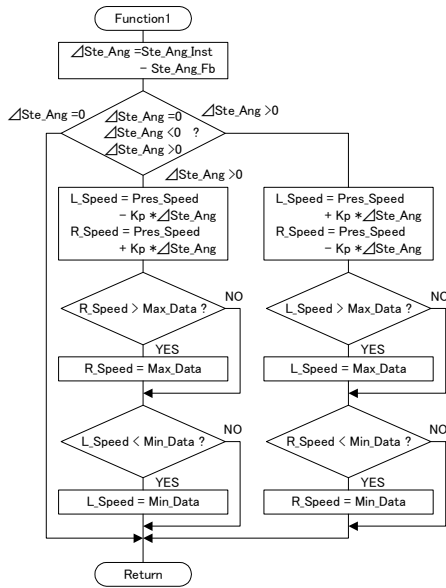 Function1
⊿Ste_Ang =Ste_Ang_Inst
− Ste_Ang_Fb
⊿Ste_Ang =0
⊿Ste_Ang =0
⊿Ste_Ang <0 ?
⊿Ste_Ang >0
⊿Ste_Ang >0
⊿Ste_Ang >0
L_Speed = Pres_Speed
− Kp *⊿Ste_Ang
R_Speed = Pres_Speed
+ Kp *⊿Ste_Ang
L_Speed = Pres_Speed
+ Kp *⊿Ste_Ang
R_Speed = Pres_Speed
− Kp *⊿Ste_Ang
R_Speed > Max_Data ?
NO
YES
R_Speed = Max_Data
L_Speed > Max_Data ?
NO
YES
L_Speed = Max_Data
L_Speed < Min_Data ?
NO
YES
L_Speed = Min_Data
R_Speed < Min_Data ?
NO
YES
R_Speed = Min_Data
Return